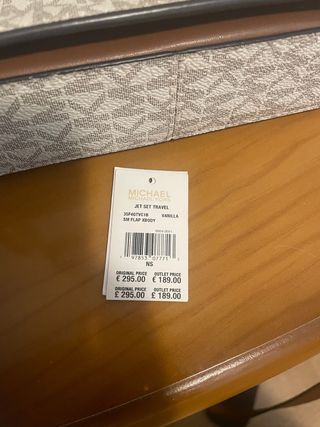 MICHAEL
MICHAEL KORS
JET SET TRAVEL
VANILLA
SM FLAP XBODY
NS
ORIGINAL PRICE OUTLET PRICE
€ 295.00 € 189.00
ORIGINAL PRICE OUTLET PRICE
£ 295.00 £ 189.00